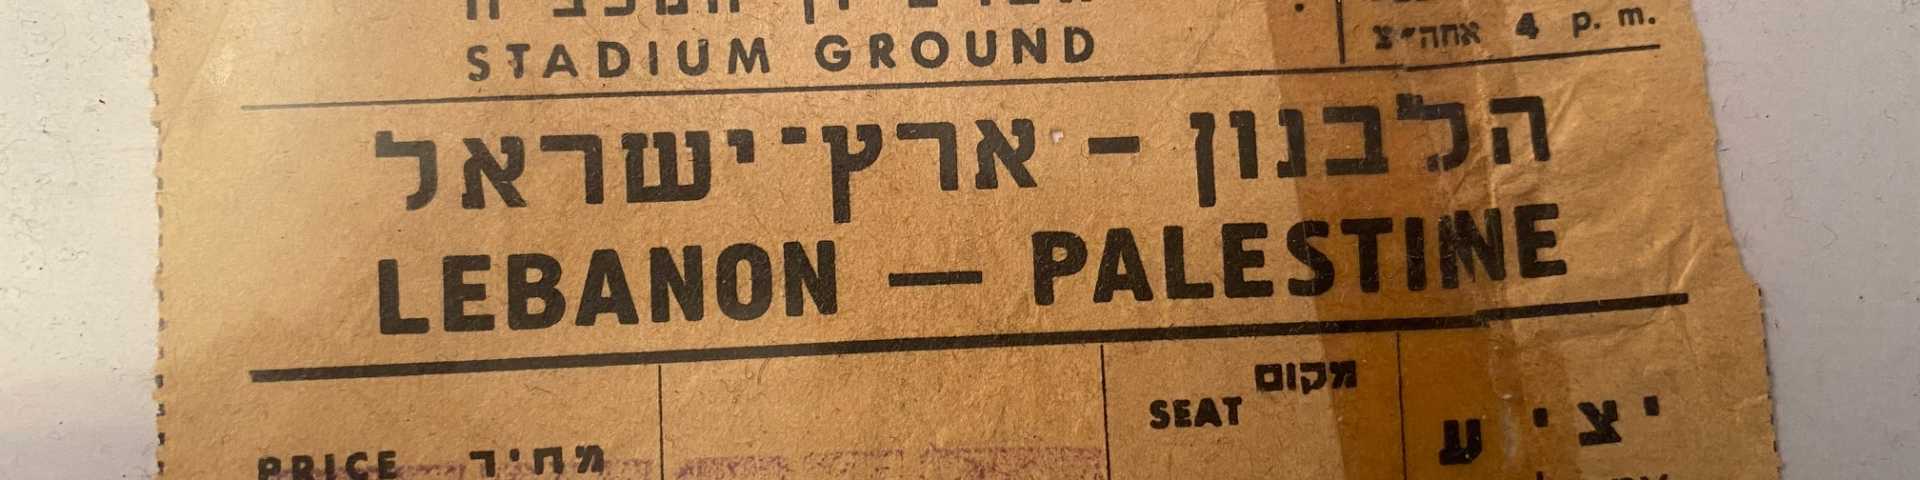 STADIUM GROUND
אחה״צ 4 p. m.
הלבנון - ארץ־ישראל
LEBANON — PALESTINE
PRICE מחיר
מקום
SEAT
יציע